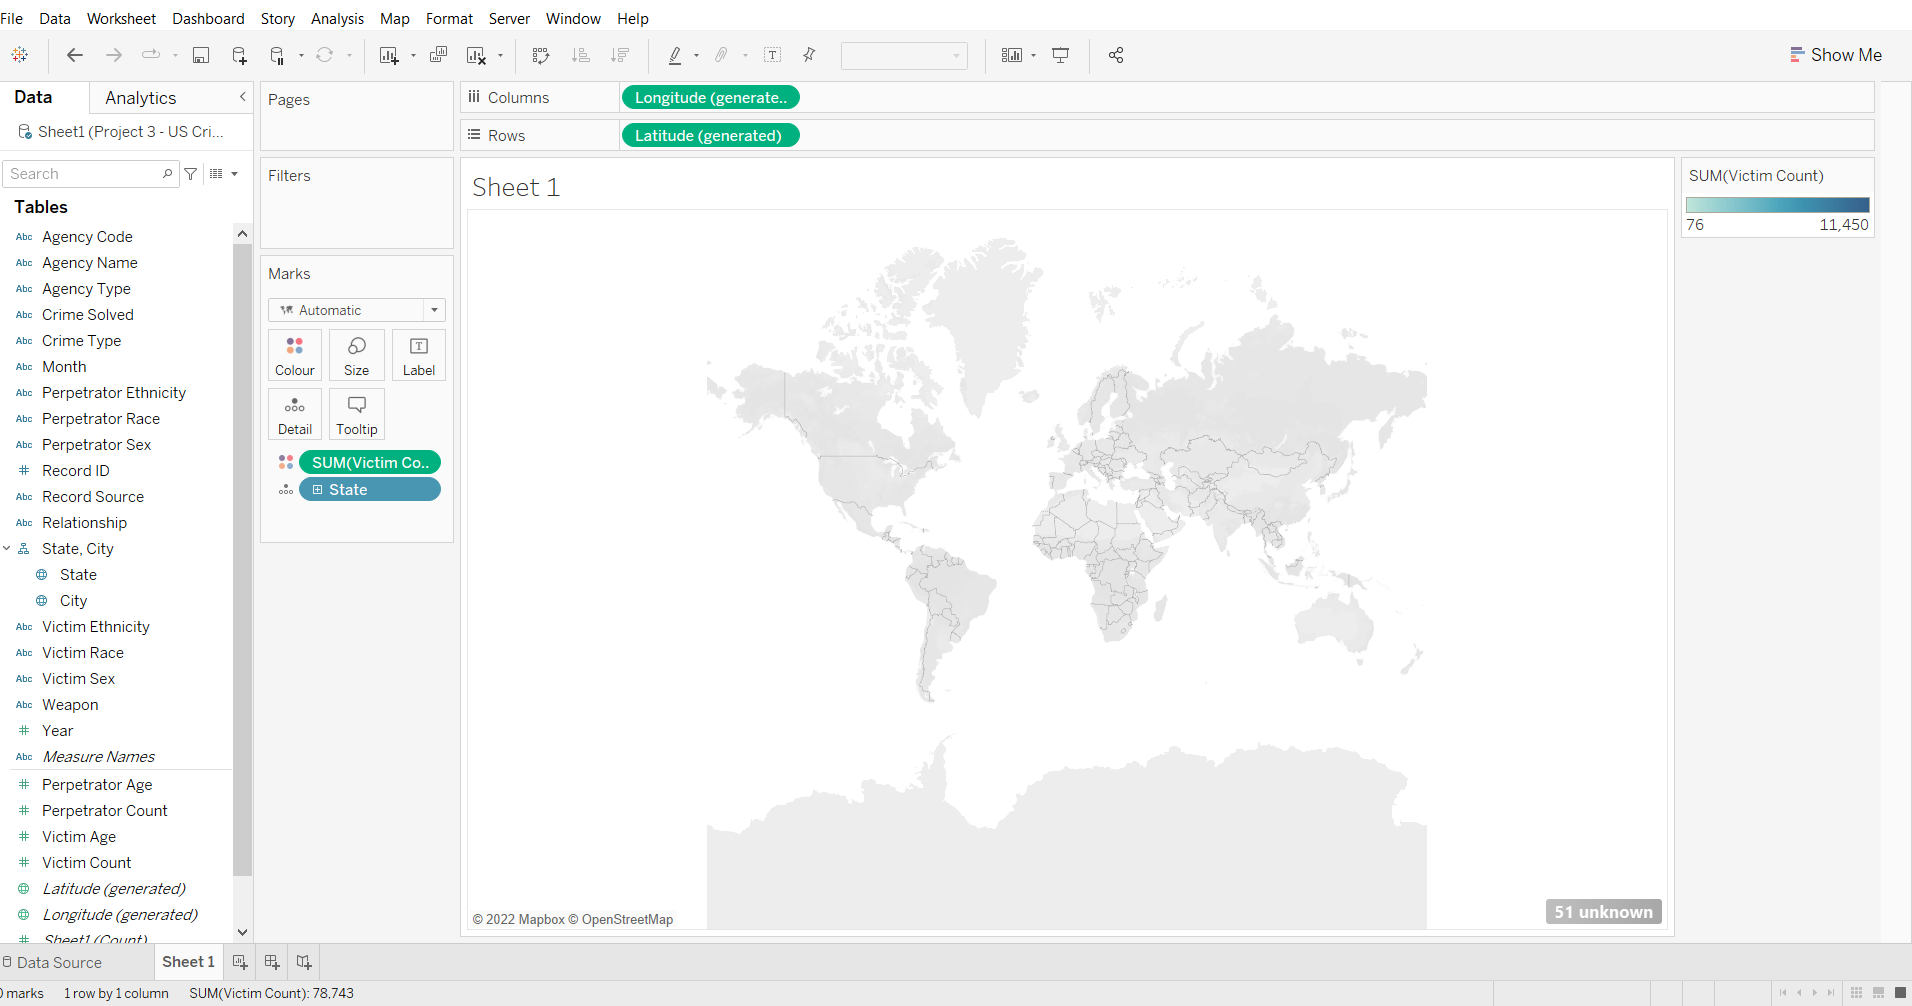 File Data Worksheet Dashboard Story Analysis Map Format Server Window Help
Show Me
Data Analytics
Sheet1 (Project 3 - US Cri...
Search
Tables
Abc Agency Code
Abc Agency Name
Abc Agency Type
Abc Crime Solved
Abc Crime Type
Abc Month
Abc Perpetrator Ethnicity
Abc Perpetrator Race
Abc Perpetrator Sex
# Record ID
Abc Record Source
Abc Relationship
State, City
State
City
Abc Victim Ethnicity
Abc Victim Race
Abc Victim Sex
Abc Weapon
# Year
Abc Measure Names
# Perpetrator Age
# Perpetrator Count
# Victim Age
# Victim Count
Latitude (generated)
Longitude (generated)
# Sheet1 (Count)
Pages
Filters
Marks
Automatic
Colour Size T Label
Detail Tooltip
SUM(Victim Co..
State
Columns Longitude (generate..
Rows Latitude (generated)
Sheet 1
© 2022 Mapbox © OpenStreetMap
51 unknown
SUM(Victim Count)
76 11,450
Data Source Sheet 1
0 marks 1 row by 1 column SUM(Victim Count): 78,743